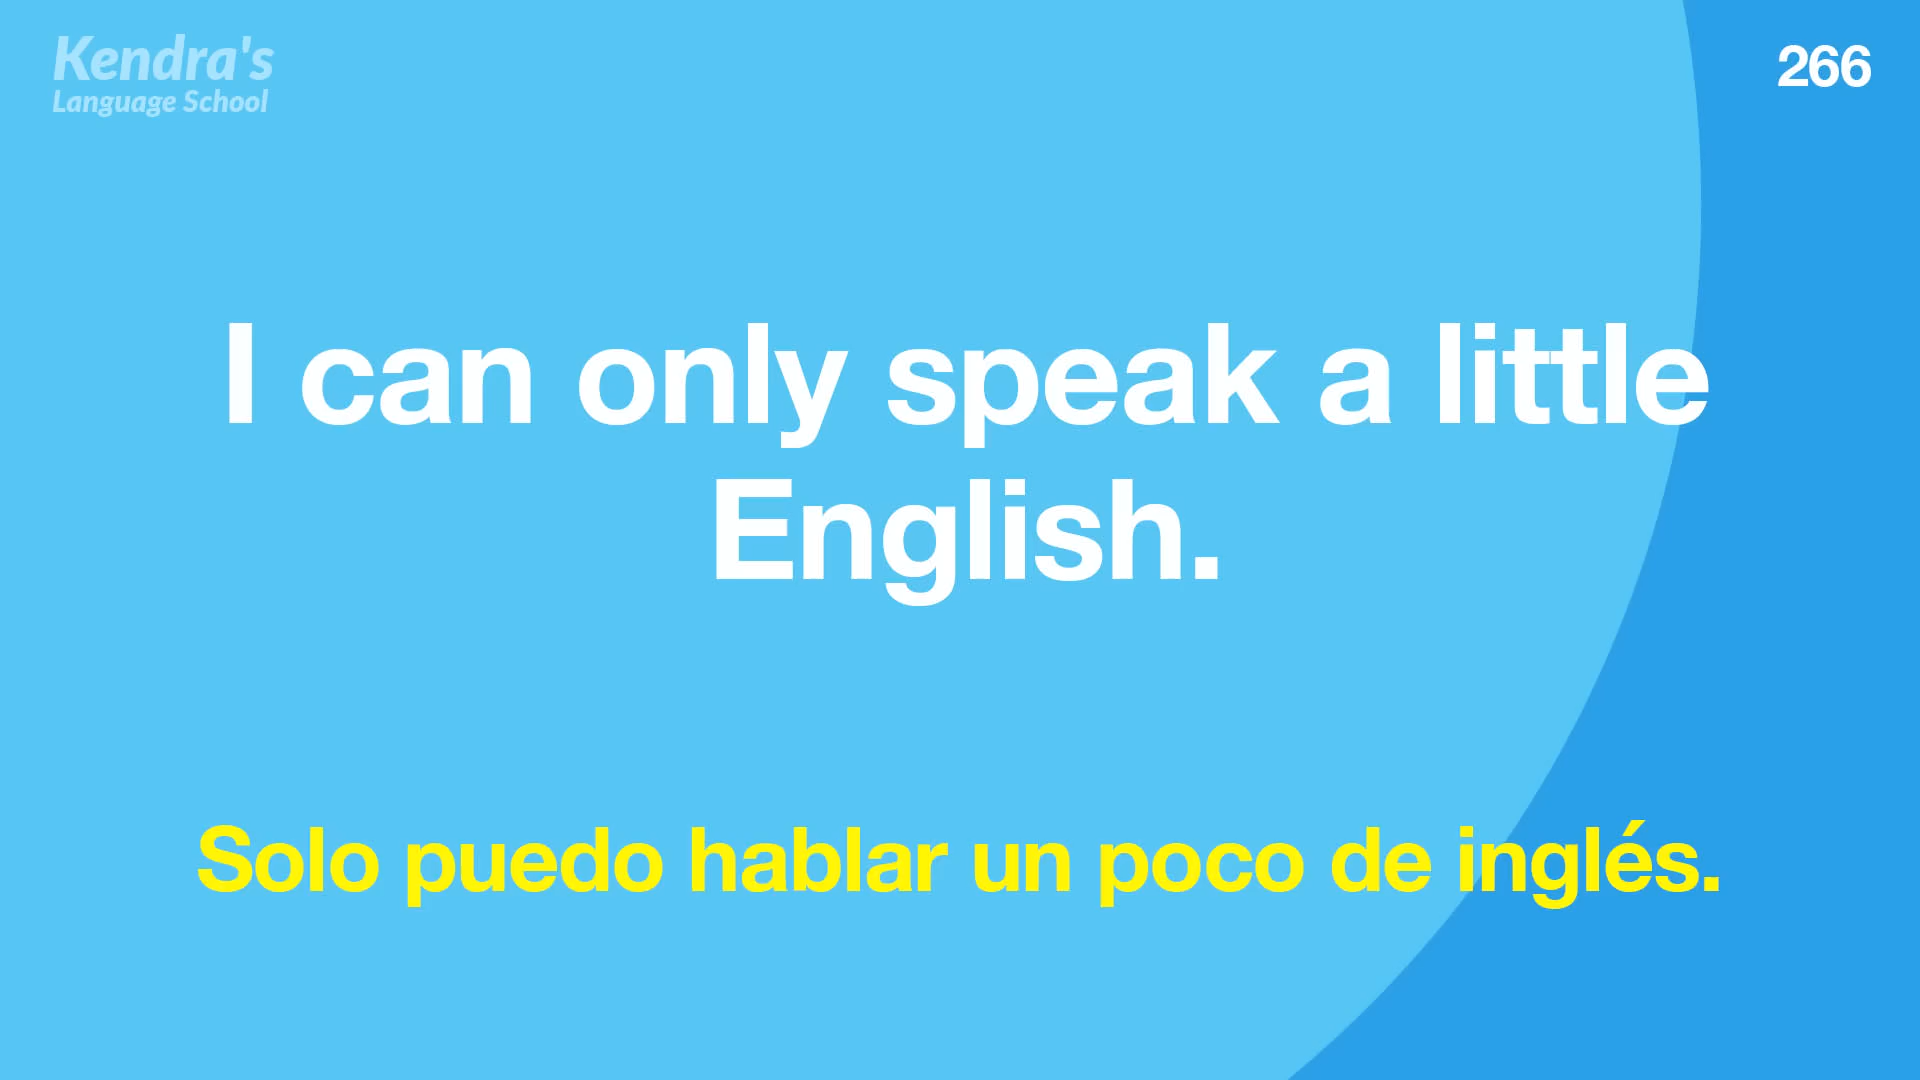 Kendra's
Language School
266
I can only speak a little
English.
Solo puedo hablar un poco de inglés.